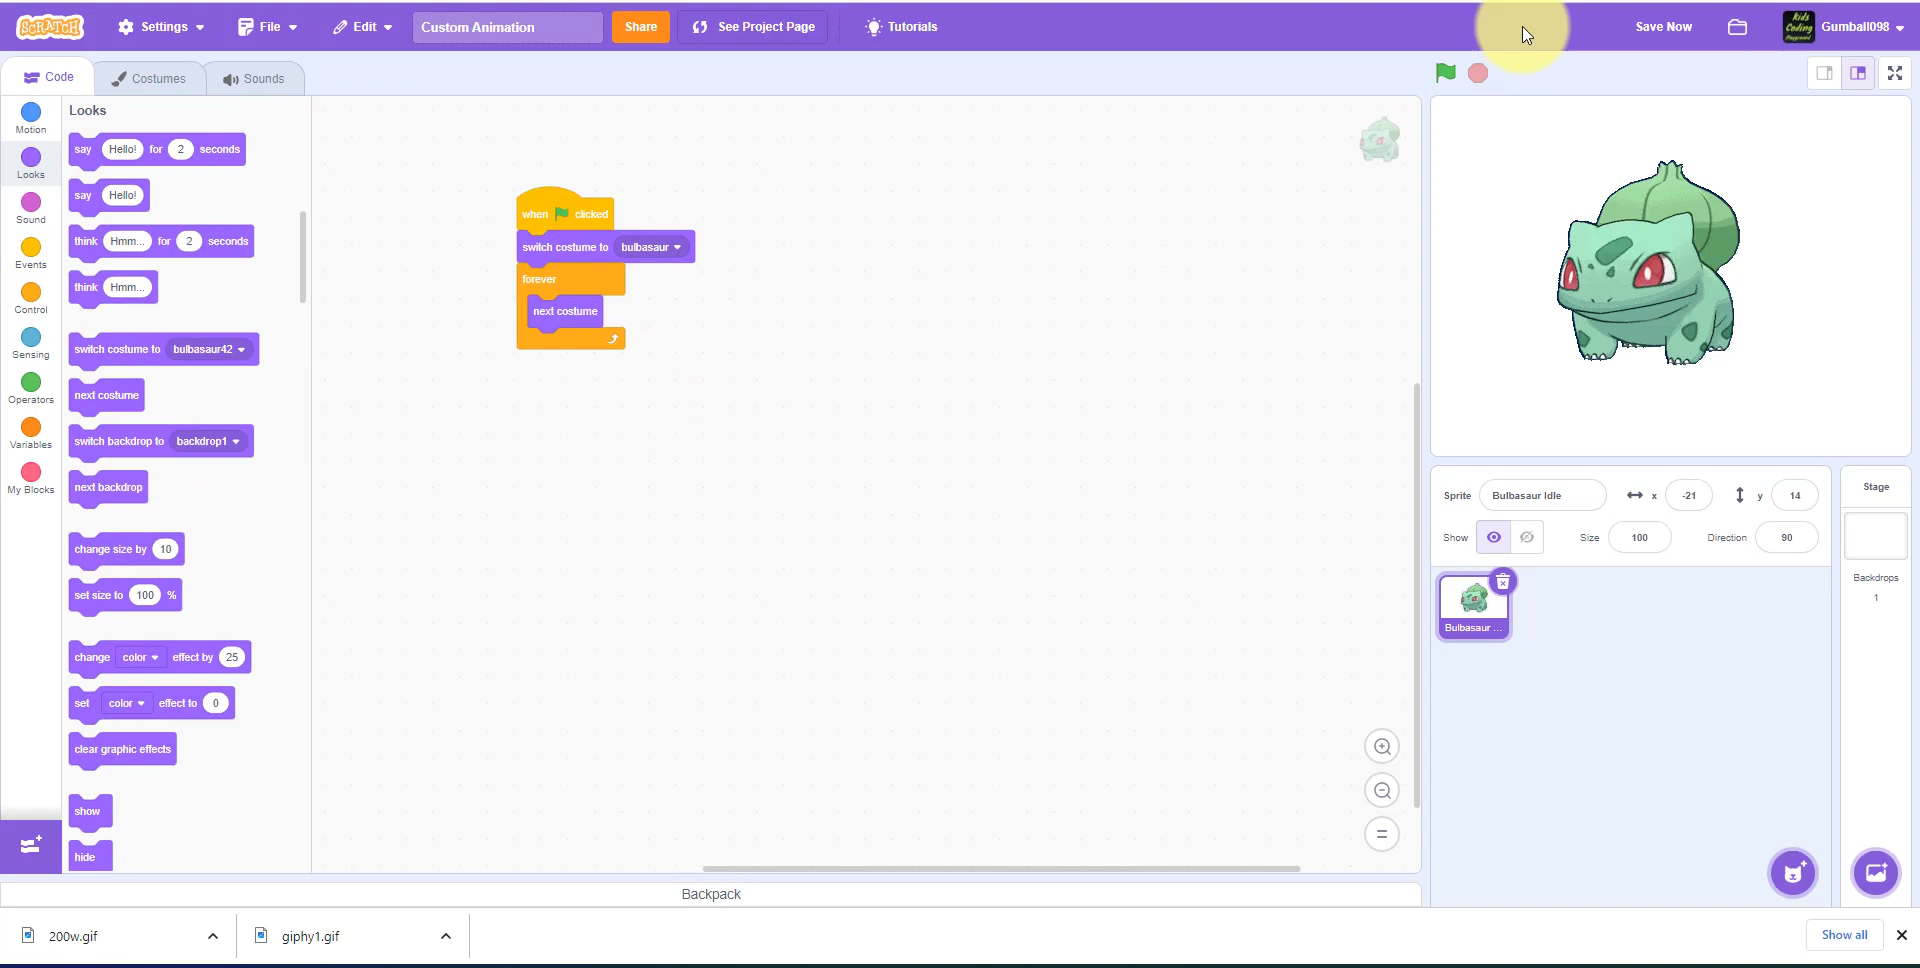 SCRATCH Settings File Edit Custom Animation Share See Project Page Tutorials Save Now Kids Coding Playground Gumball098
Code Costumes Sounds
Motion
Looks
Sound
Events
Control
Sensing
Operators
Variables
My Blocks
Looks
say Hello! for 2 seconds
say Hello!
think Hmm... for 2 seconds
think Hmm...
switch costume to bulbasaur42
next costume
switch backdrop to backdrop1
next backdrop
change size by 10
set size to 100 %
change color effect by 25
set color effect to 0
clear graphic effects
show
hide
when clicked
switch costume to bulbasaur
forever
next costume
Sprite Bulbasaur Idle x -21 y 14
Show Size 100 Direction 90
Bulbasaur ...
Stage
Backdrops
1
Backpack
200w.gif giphy1.gif Show all